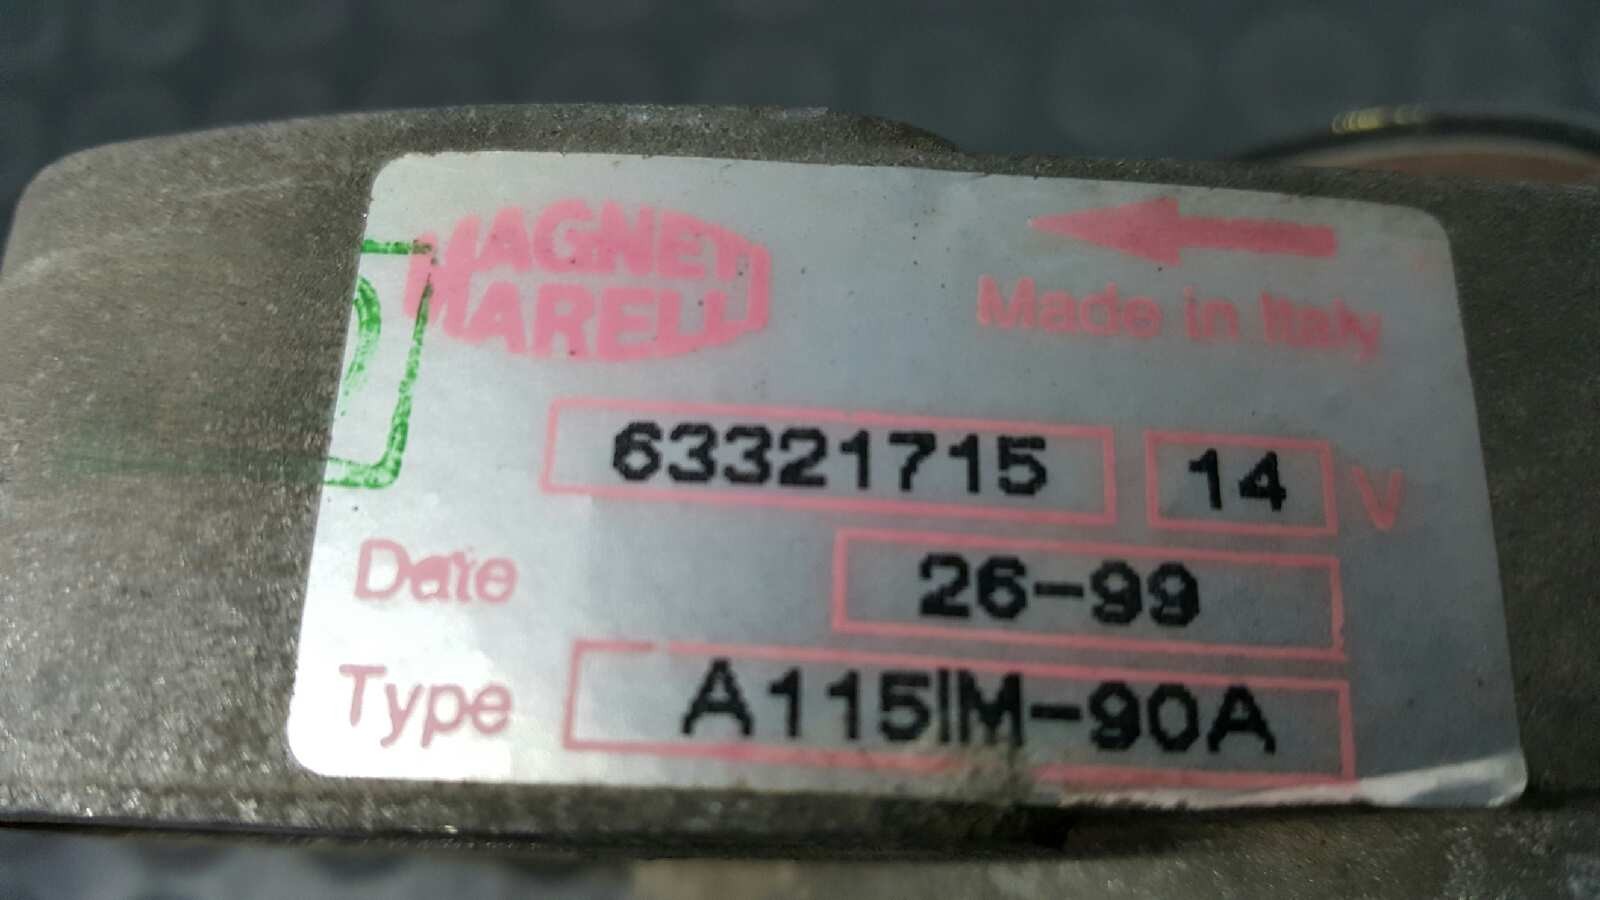 MAGNETI
MARELLI
Made in Italy
63321715 14 V
Date 26-99
Type A115IM-90A